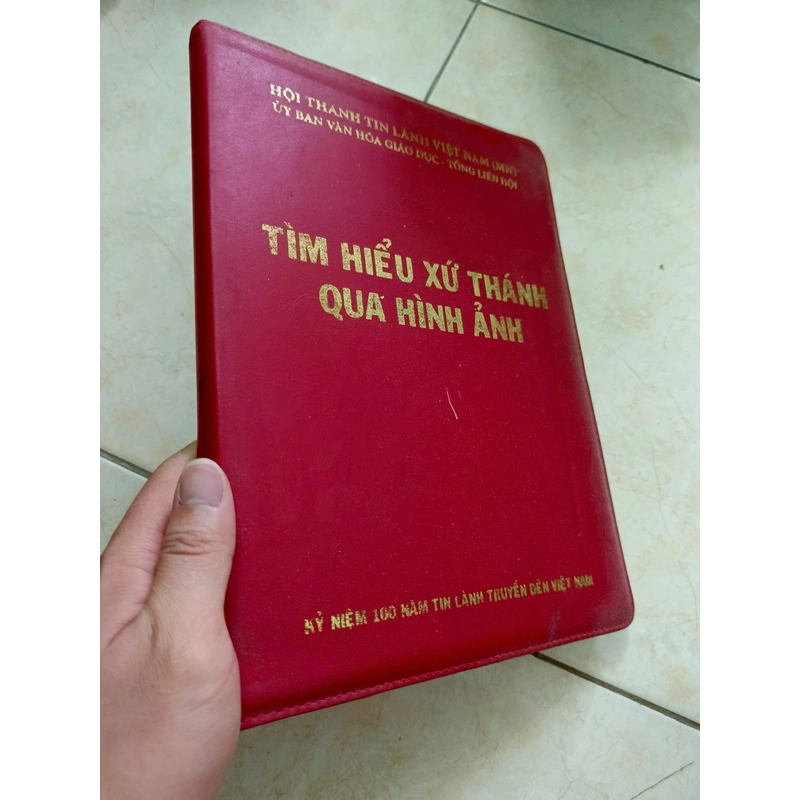 HỘI THÁNH TIN LÀNH VIỆT NAM (MN)
ỦY BAN VĂN HÓA GIÁO DỤC - TỔNG LIÊN HỘI
TÌM HIỂU XỨ THÁNH
QUA HÌNH ẢNH
KỶ NIỆM 100 NĂM TIN LÀNH TRUYỀN ĐẾN VIỆT NAM